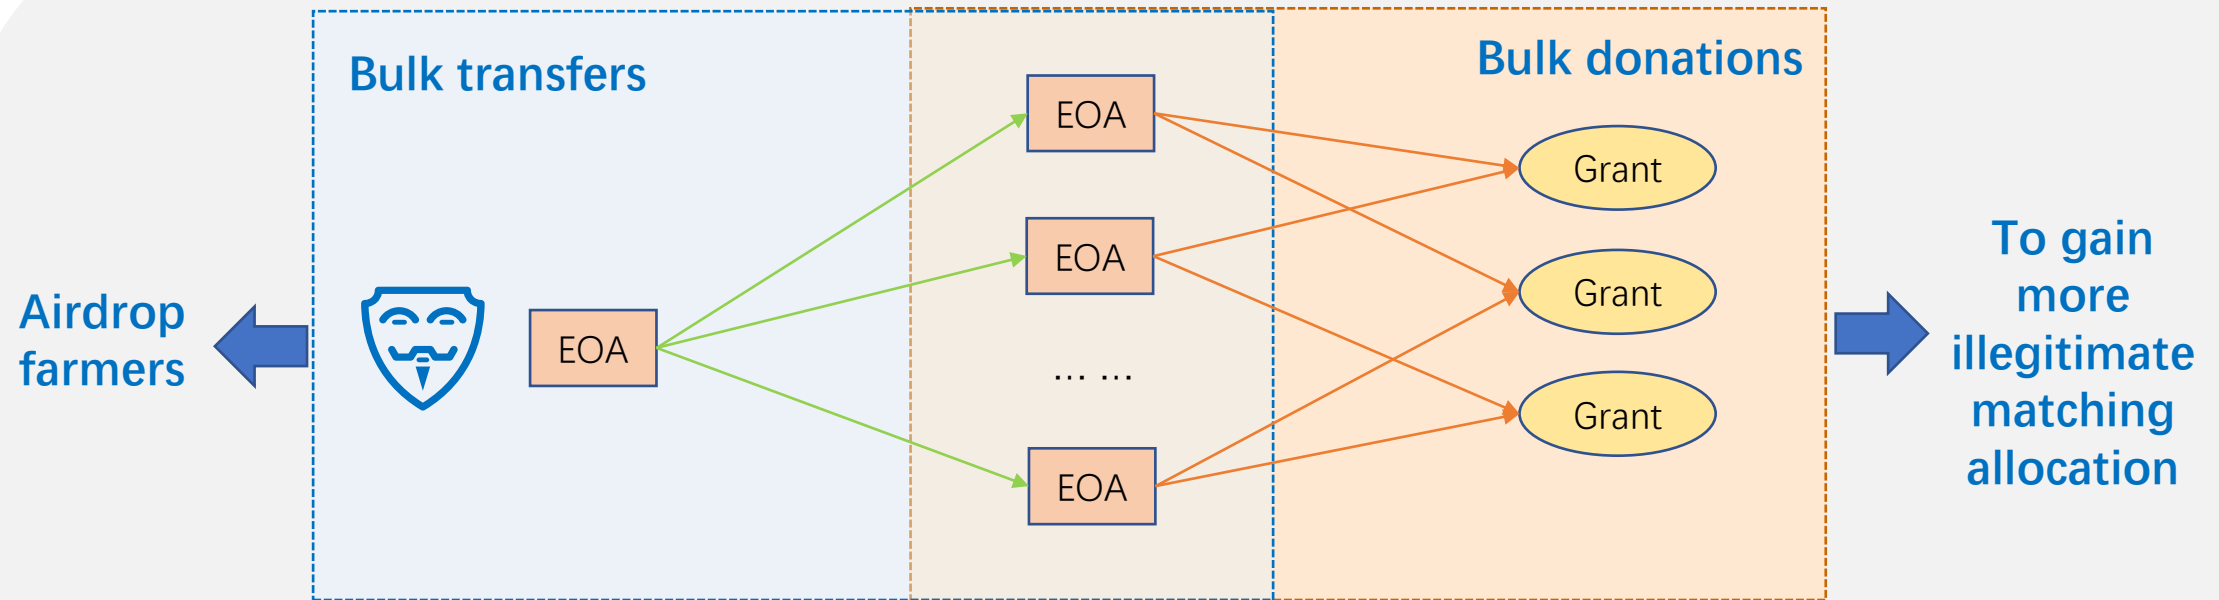 Airdrop
farmers
Bulk transfers
EOA
EOA
EOA
... ...
EOA
Bulk donations
Grant
Grant
Grant
To gain
more
illegitimate
matching
allocation